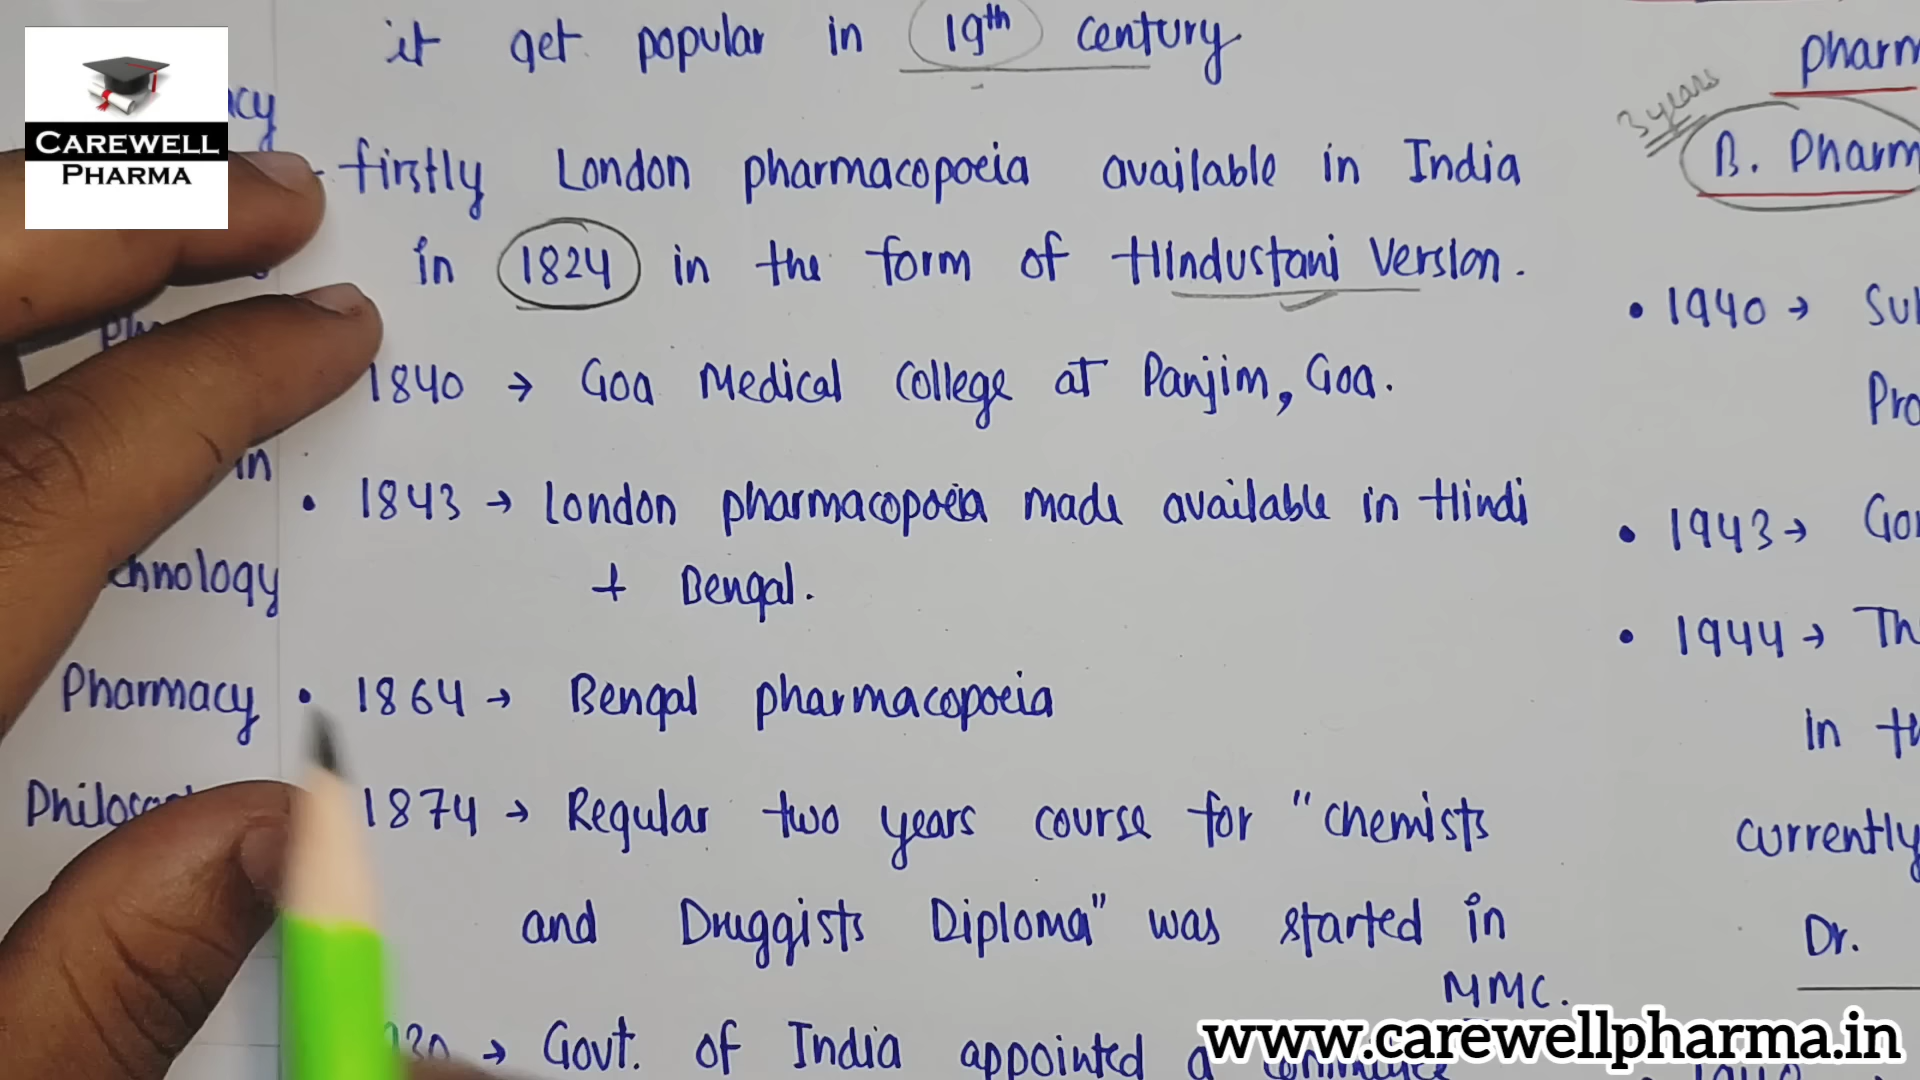 CAREWELL
PHARMA
it get popular in 19th century
firstly London pharmacopoeia available in India
in 1824 in the form of Hindustani Version.
1840 → Goa Medical College at Panjim, Goa.
• 1843 → London pharmacopoeia made available in Hindi
+ Bengal.
• 1864 → Bengal pharmacopoeia
1874 → Regular two years course for "chemists
and Druggists Diploma" was started in
MMC.
→ Govt. of India appointed a
in
Pharmacy
3 years
B. Pharm
• 1940 →
• 1943 →
• 1944 →
in
currently
Dr.
www.carewellpharma.in